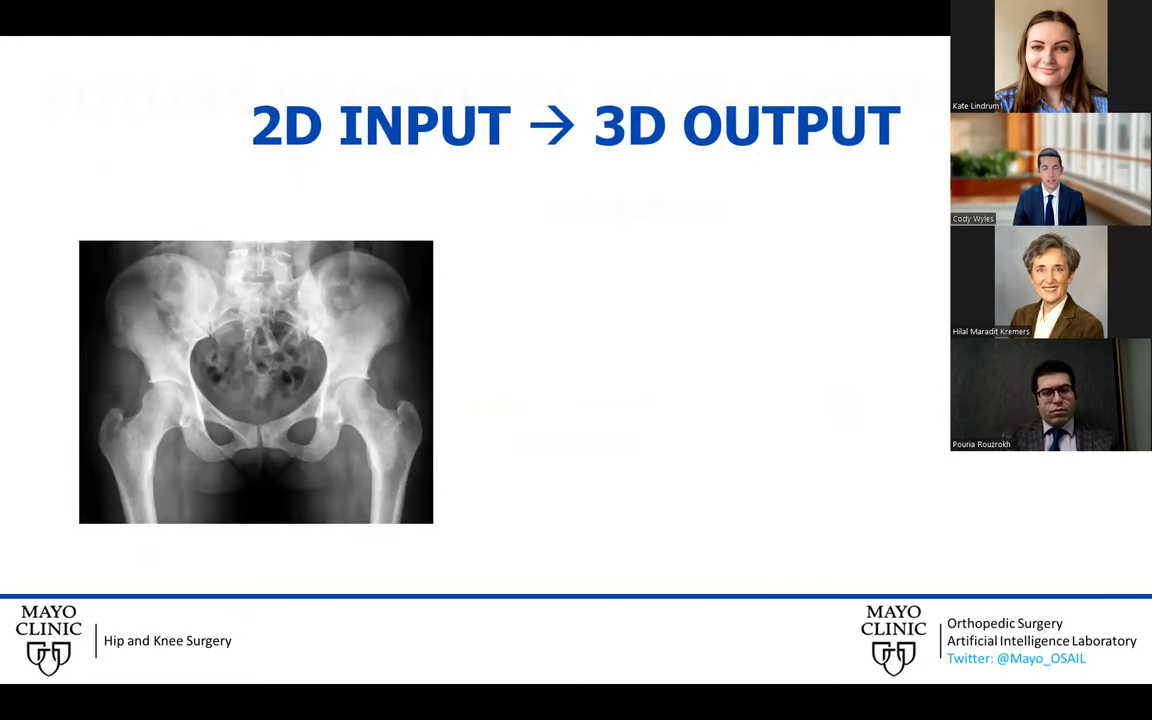 2D INPUT → 3D OUTPUT
Kate Lindrum
Cody Wyles
Hilal Maradit Kremers
Pouria Rouzrokh
MAYO
CLINIC
Hip and Knee Surgery
MAYO
CLINIC
Orthopedic Surgery
Artificial Intelligence Laboratory
Twitter: @Mayo_OSAIL